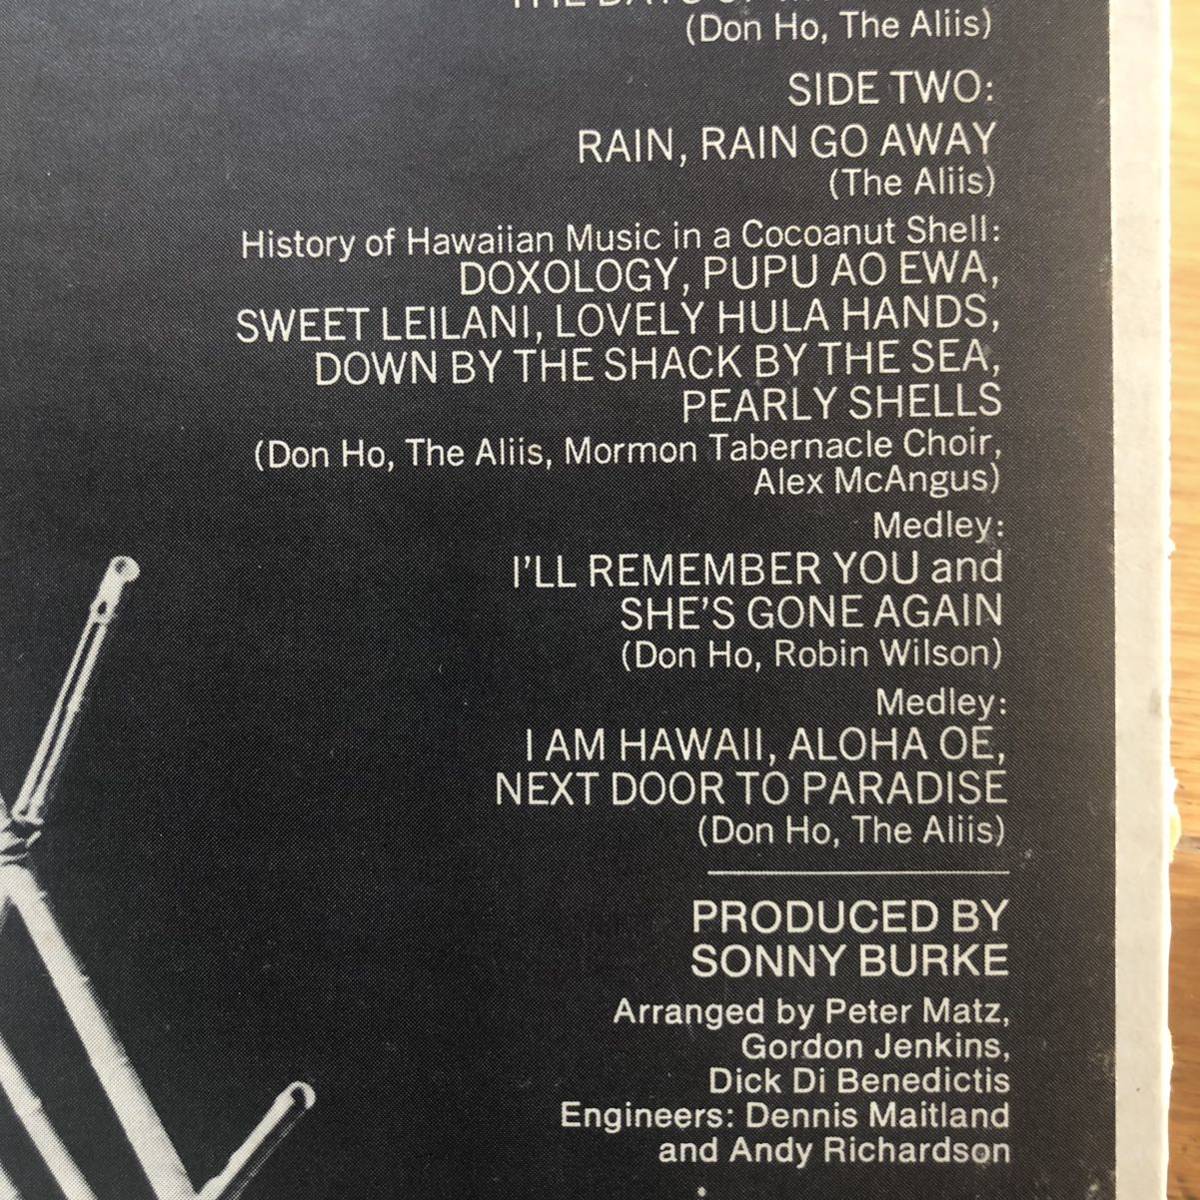 THE DAYS OF
(Don Ho, The Aliis)
SIDE TWO:
RAIN, RAIN GO AWAY
(The Aliis)
History of Hawaiian Music in a Cocoanut Shell:
DOXOLOGY, PUPU AO EWA,
SWEET LEILANI, LOVELY HULA HANDS,
DOWN BY THE SHACK BY THE SEA,
PEARLY SHELLS
(Don Ho, The Aliis, Mormon Tabernacle Choir,
Alex McAngus)
Medley:
I'LL REMEMBER YOU and
SHE'S GONE AGAIN
(Don Ho, Robin Wilson)
Medley:
I AM HAWAII, ALOHA OE,
NEXT DOOR TO PARADISE
(Don Ho, The Aliis)
PRODUCED BY
SONNY BURKE
Arranged by Peter Matz,
Gordon Jenkins,
Dick Di Benedictis
Engineers: Dennis Maitland
and Andy Richardson